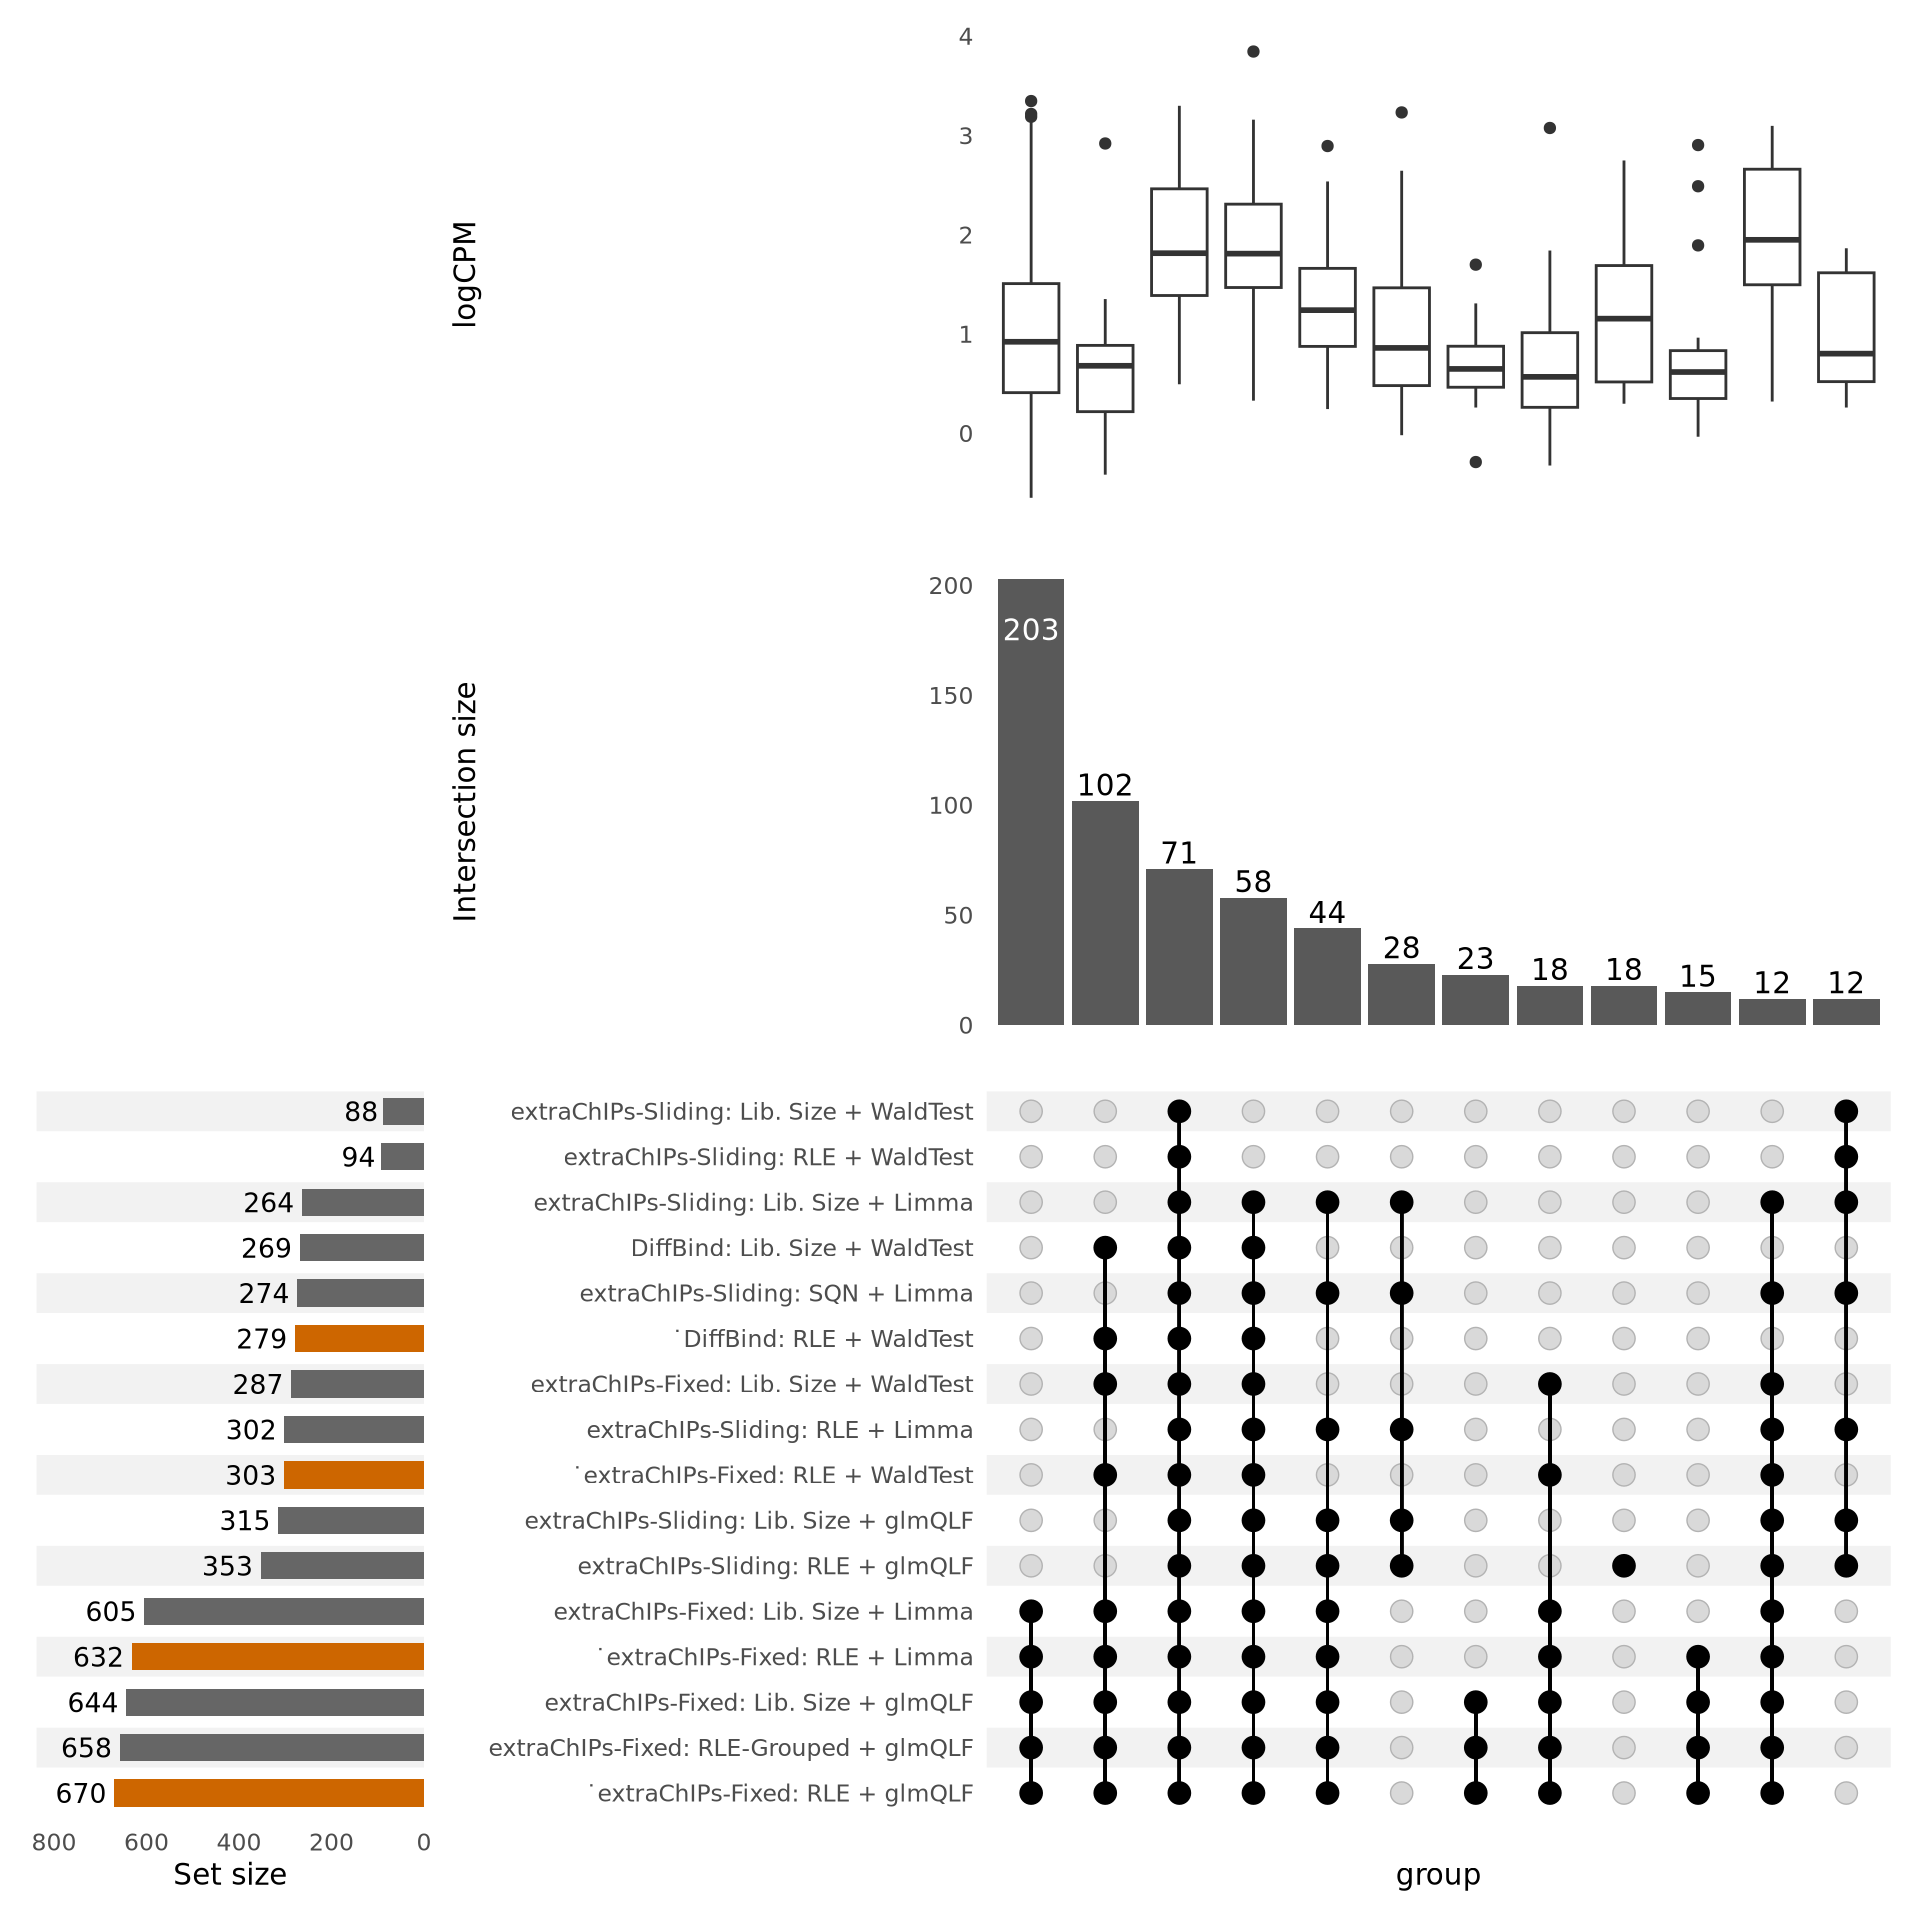 4
3
2
1
0
logCPM
200
150
100
50
0
Intersection size
203
102
71
58
44
28
23
18
18
15
12
12
88 extraChIPs-Sliding: Lib. Size + WaldTest
94 extraChIPs-Sliding: RLE + WaldTest
264 extraChIPs-Sliding: Lib. Size + Limma
269 DiffBind: Lib. Size + WaldTest
274 extraChIPs-Sliding: SQN + Limma
279 ˙DiffBind: RLE + WaldTest
287 extraChIPs-Fixed: Lib. Size + WaldTest
302 extraChIPs-Sliding: RLE + Limma
303 ˙extraChIPs-Fixed: RLE + WaldTest
315 extraChIPs-Sliding: Lib. Size + glmQLF
353 extraChIPs-Sliding: RLE + glmQLF
605 extraChIPs-Fixed: Lib. Size + Limma
632 ˙extraChIPs-Fixed: RLE + Limma
644 extraChIPs-Fixed: Lib. Size + glmQLF
658 extraChIPs-Fixed: RLE-Grouped + glmQLF
670 ˙extraChIPs-Fixed: RLE + glmQLF
800 600 400 200 0
Set size
group